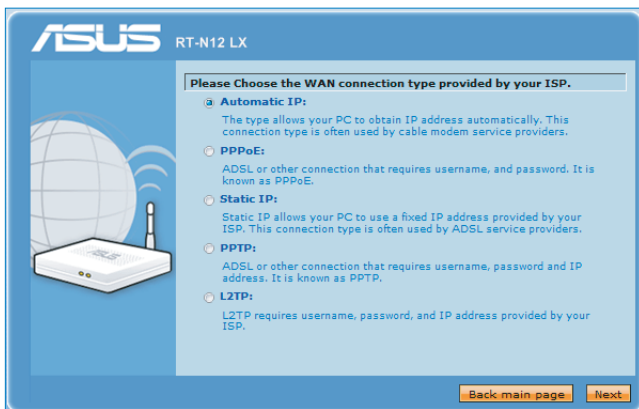 ASUS RT-N12 LX
Please Choose the WAN connection type provided by your ISP.
Automatic IP:
The type allows your PC to obtain IP address automatically. This
connection type is often used by cable modem service providers.
PPPoE:
ADSL or other connection that requires username, and password. It is
known as PPPoE.
Static IP:
Static IP allows your PC to use a fixed IP address provided by your
ISP. This connection type is often used by ADSL service providers.
PPTP:
ADSL or other connection that requires username, password and IP
address. It is known as PPTP.
L2TP:
L2TP requires username, password, and IP address provided by your
ISP.
Back main page Next